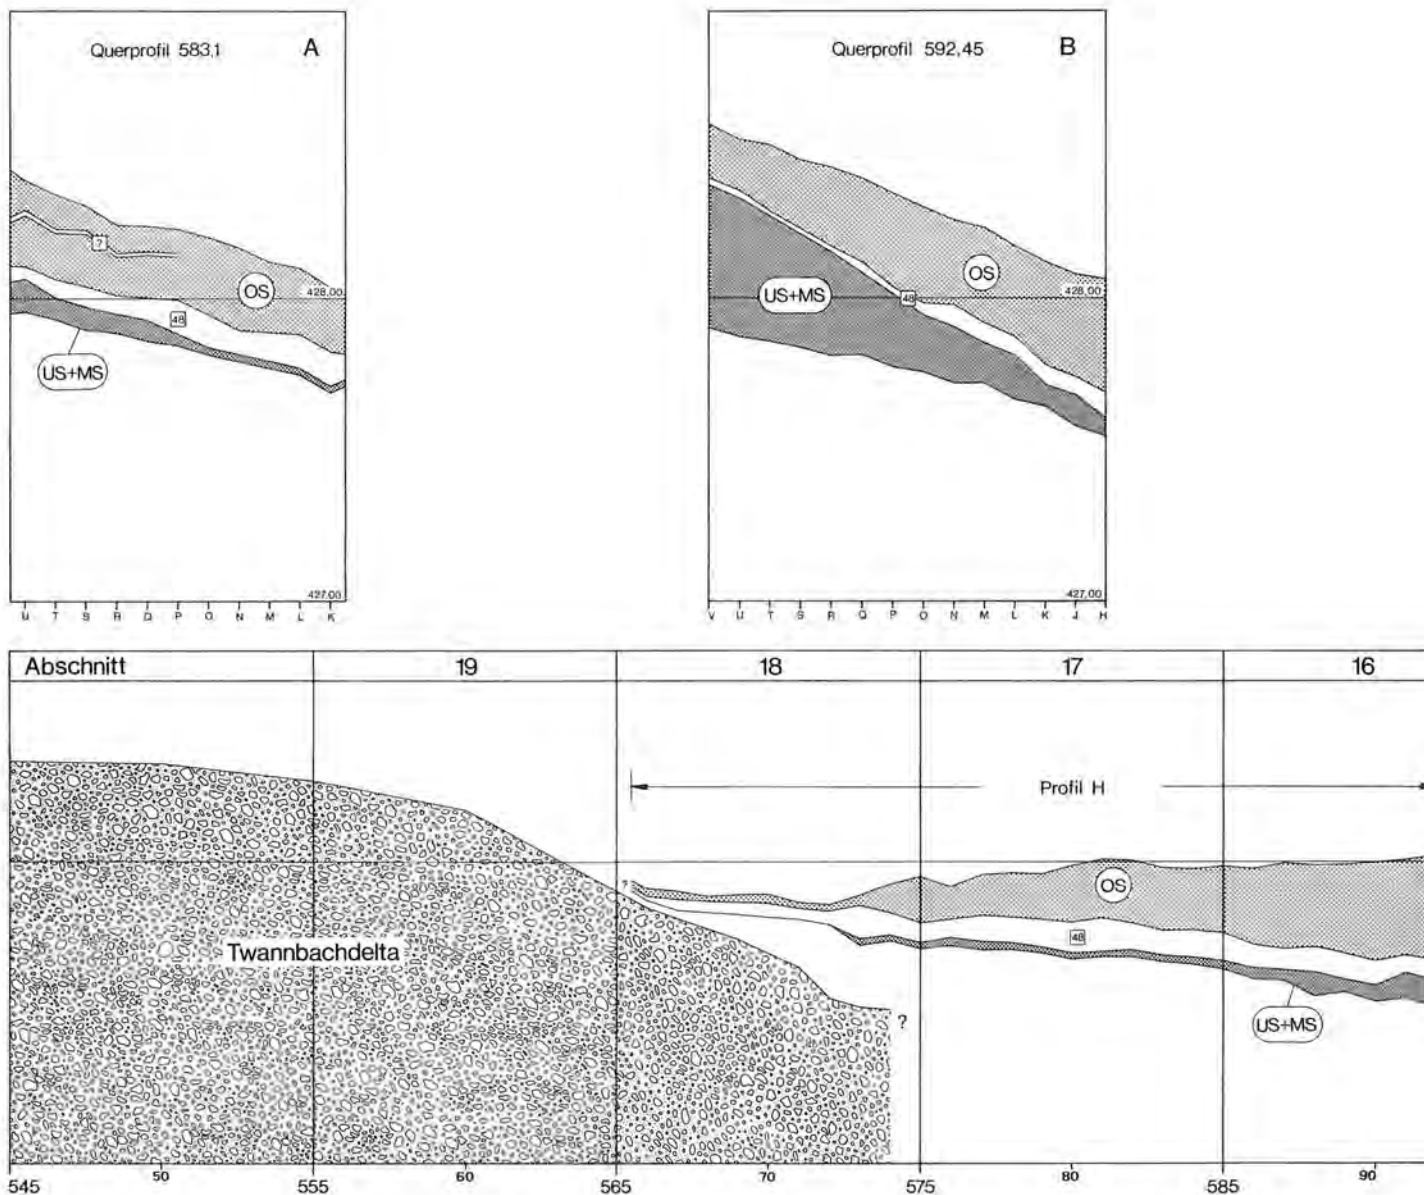 Querprofil 583,1
A
?
OS
428.00
48
US+MS
427.00
U T S R Q P O N M L K
Querprofil 592,45
B
OS
US+MS
48
428.00
427.00
V U T S R Q P O N M L K J H
Abschnitt 19 18 17 16
Profil H
?
OS
48
Twannbachdelta
?
US+MS
545 50 555 60 565 70 575 80 585 90